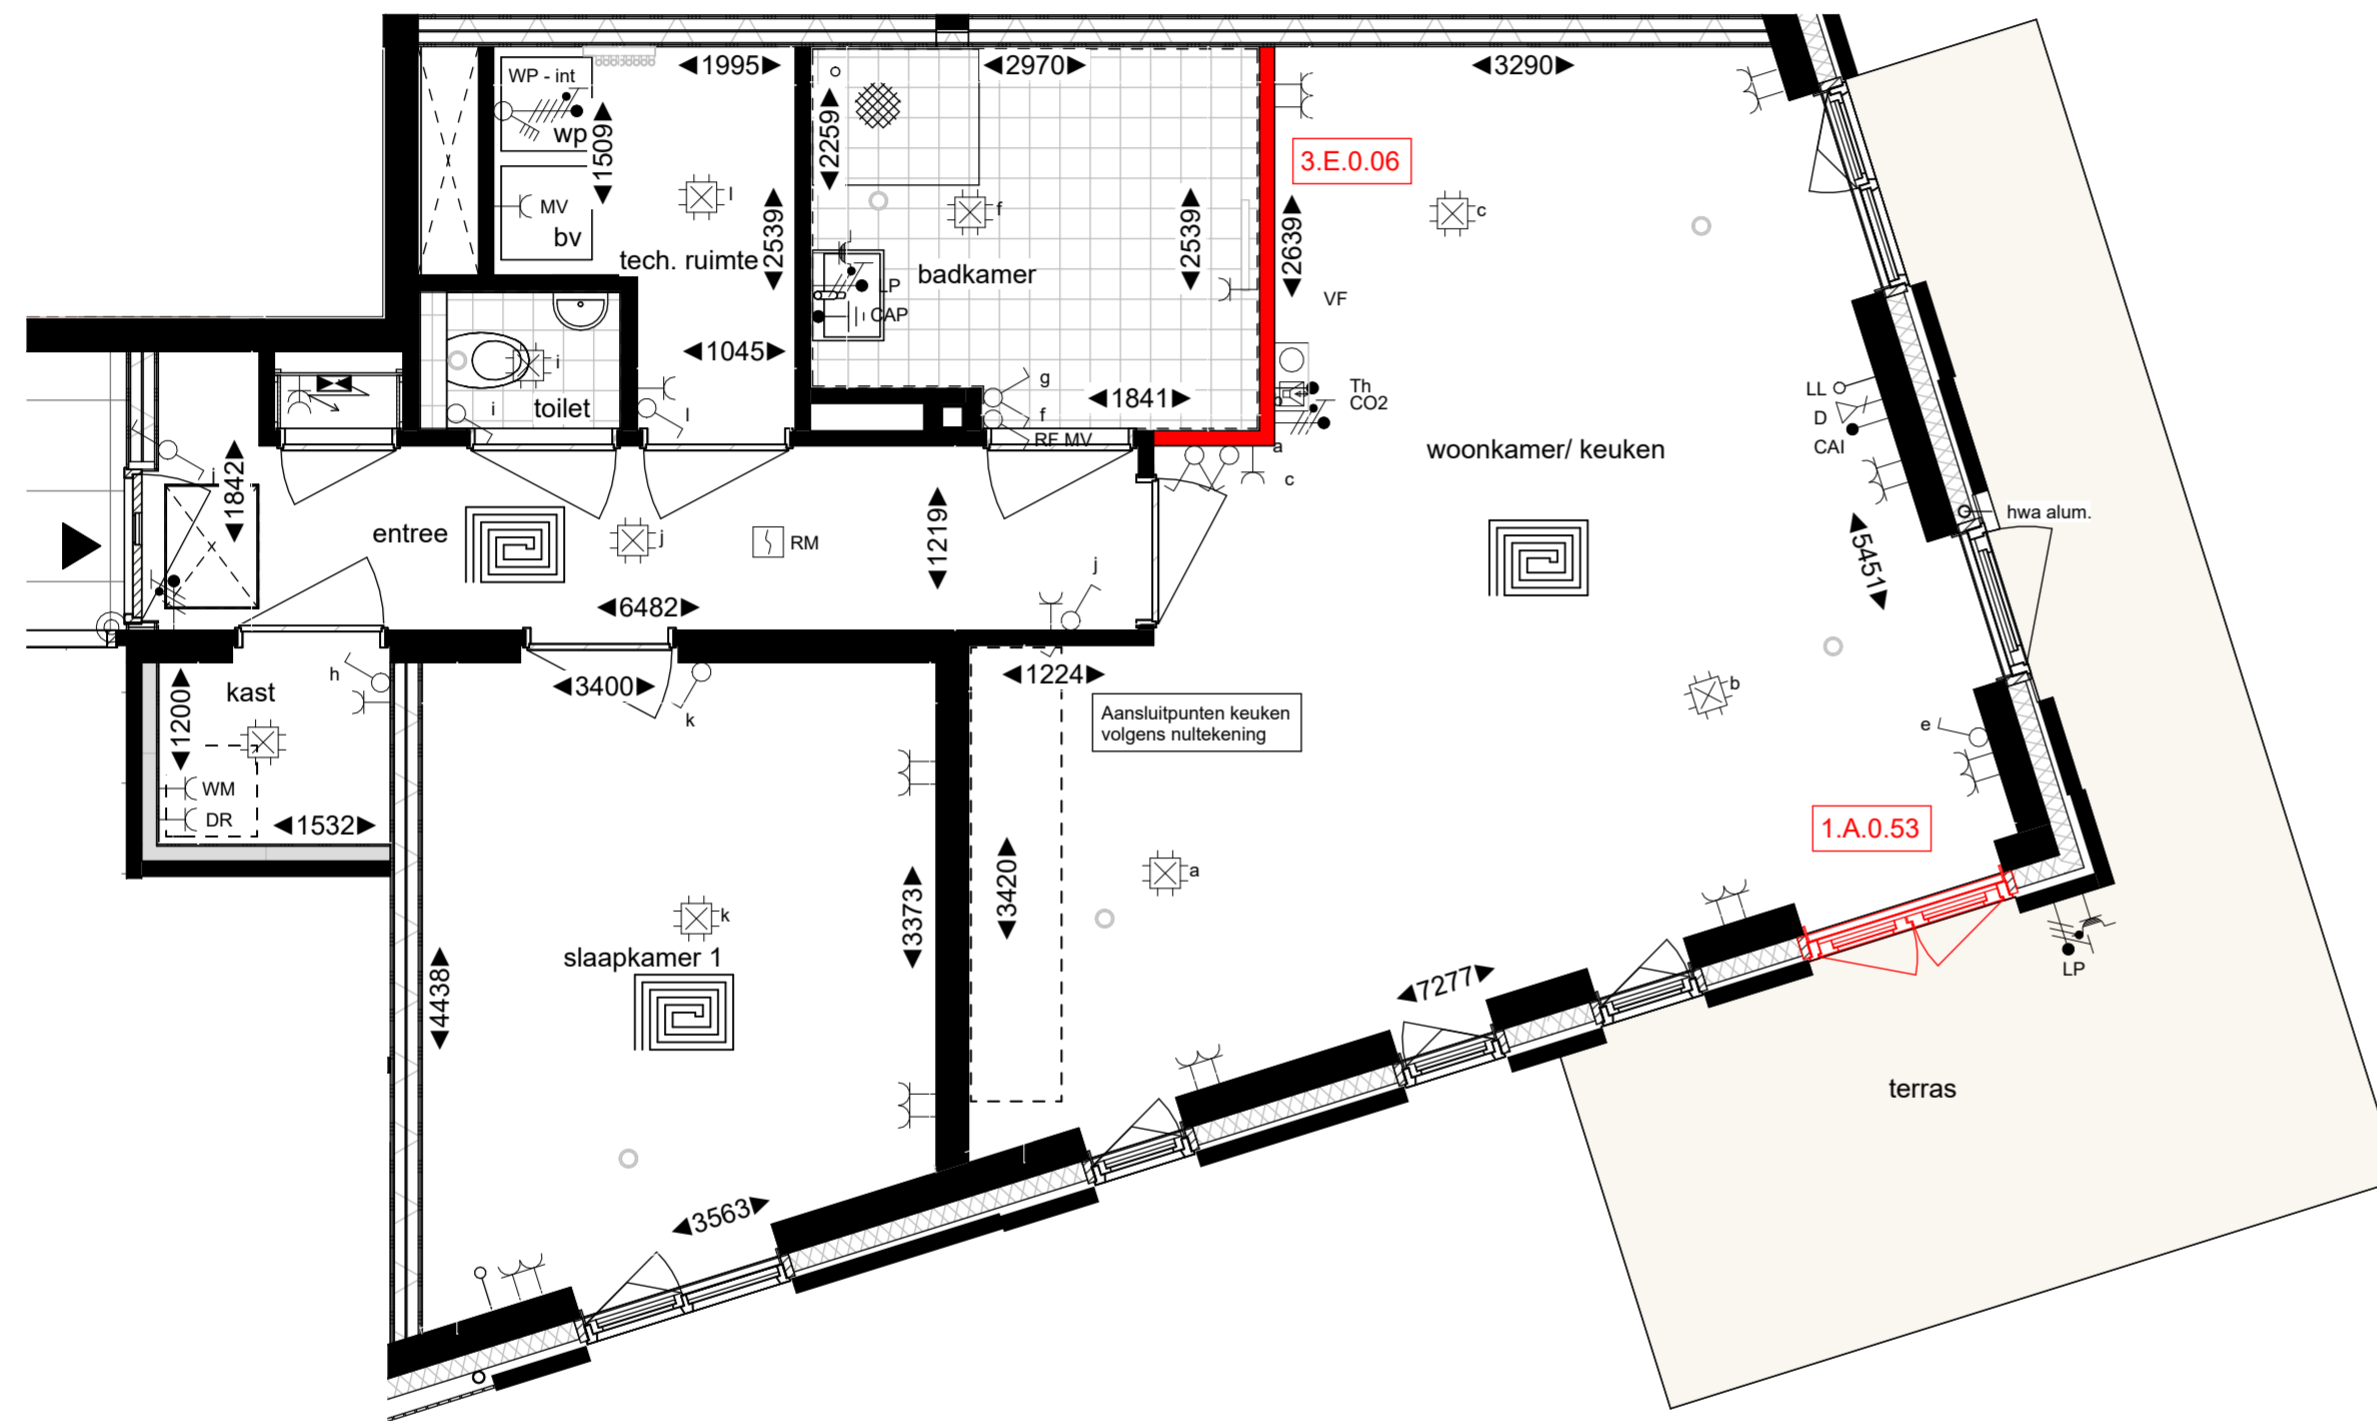 WP - int
wp
1509
MV
bv
1995
l
tech. ruimte
2539
1045
l
2259
2970
f
badkamer
2539
LP
CAP
1841
g
f
RF MV
2639
3.E.0.06
3290
c
VF
Th
CO2
a
c
woonkamer/ keuken
LL
D
CAI
hwa alum.
5451
i
i
toilet
j
1842
x
entree
j
RM
1219
6482
j
h
kast
1200
WM
DR
1532
3400
k
1224
Aansluitpunten keuken
volgens nultekening
b
e
1.A.0.53
3420
a
3373
k
slaapkamer 1
4438
7277
3563
LP
terras